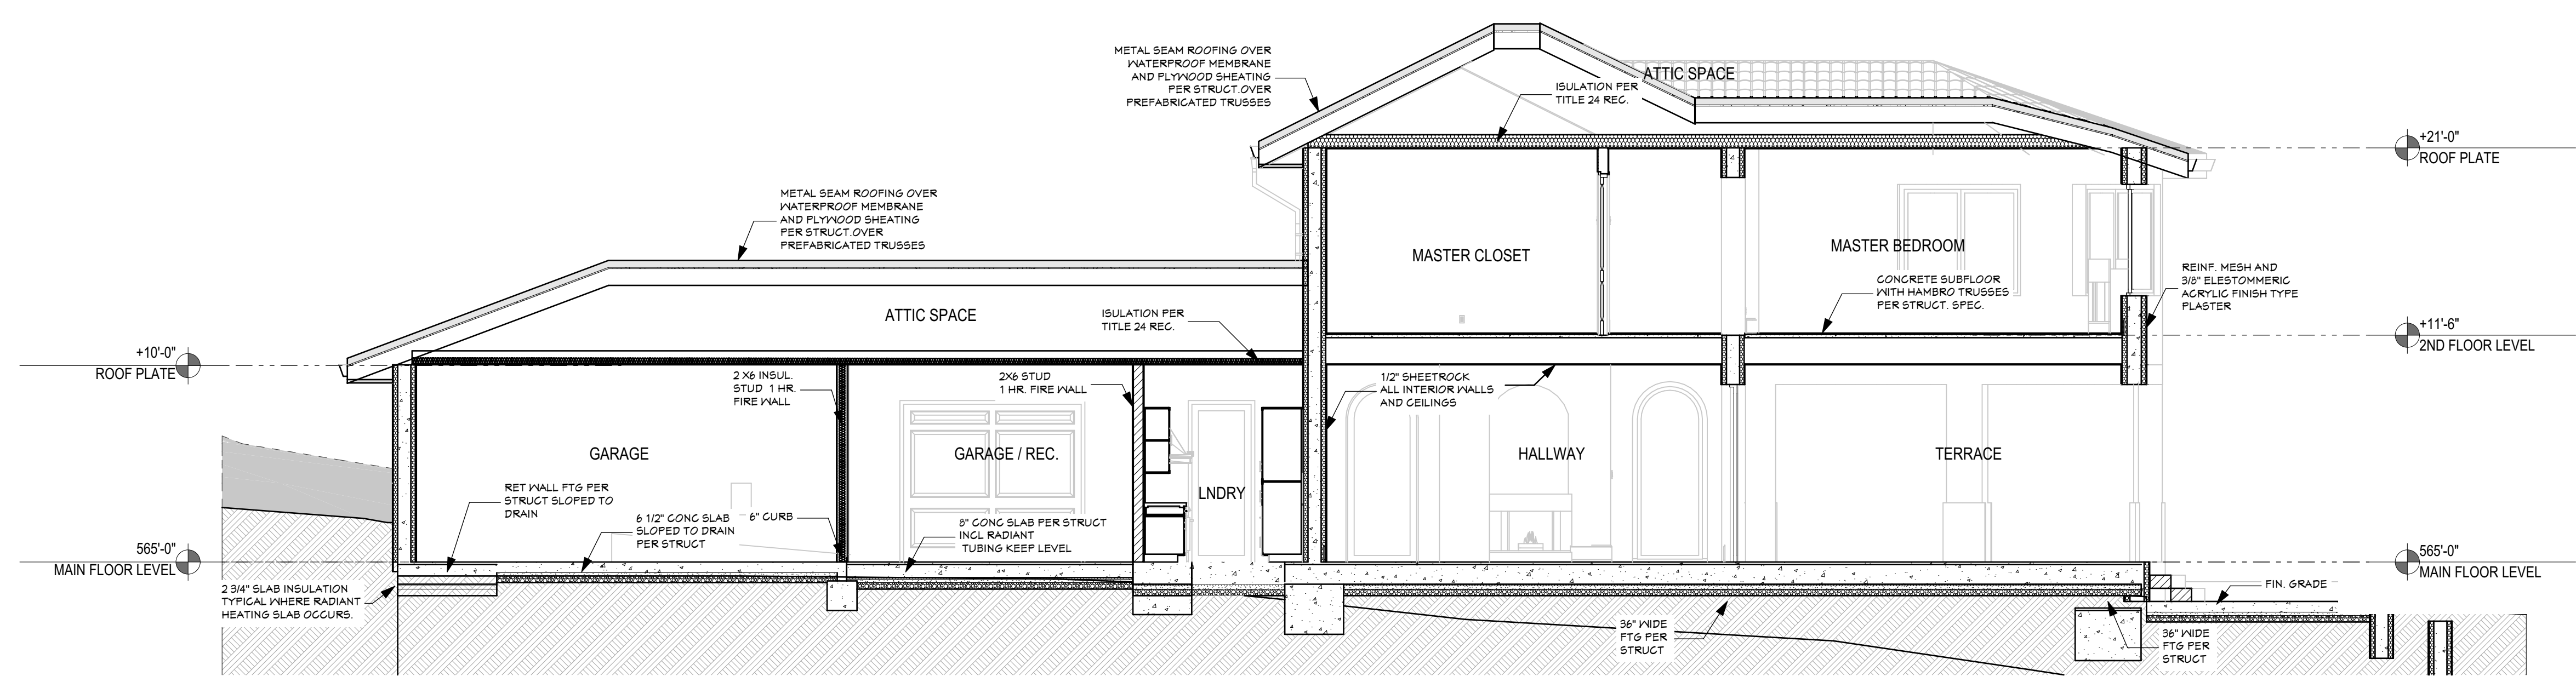 METAL SEAM ROOFING OVER
WATERPROOF MEMBRANE
AND PLYWOOD SHEATING
PER STRUCT.OVER
PREFABRICATED TRUSSES
ATTIC SPACE
ISULATION PER
TITLE 24 REC.
+21'-0"
ROOF PLATE
METAL SEAM ROOFING OVER
WATERPROOF MEMBRANE
AND PLYWOOD SHEATING
PER STRUCT.OVER
PREFABRICATED TRUSSES
MASTER CLOSET
MASTER BEDROOM
CONCRETE SUBFLOOR
WITH HAMBRO TRUSSES
PER STRUCT. SPEC.
REINF. MESH AND
3/8" ELESTOMMERIC
ACRYLIC FINISH TYPE
PLASTER
ATTIC SPACE
ISULATION PER
TITLE 24 REC.
+11'-6"
2ND FLOOR LEVEL
+10'-0"
ROOF PLATE
2 X6 INSUL.
STUD 1 HR.
FIRE WALL
2X6 STUD
1 HR. FIRE WALL
1/2" SHEETROCK
ALL INTERIOR WALLS
AND CEILINGS
GARAGE
GARAGE / REC.
LNDRY
HALLWAY
TERRACE
RET WALL FTG PER
STRUCT SLOPED TO
DRAIN
6 1/2" CONC SLAB
SLOPED TO DRAIN
PER STRUCT
6" CURB
8" CONC SLAB PER STRUCT
INCL RADIANT
TUBING KEEP LEVEL
565'-0"
MAIN FLOOR LEVEL
565'-0"
MAIN FLOOR LEVEL
2 3/4" SLAB INSULATION
TYPICAL WHERE RADIANT
HEATING SLAB OCCURS.
FIN. GRADE
36" WIDE
FTG PER
STRUCT
36" WIDE
FTG PER
STRUCT